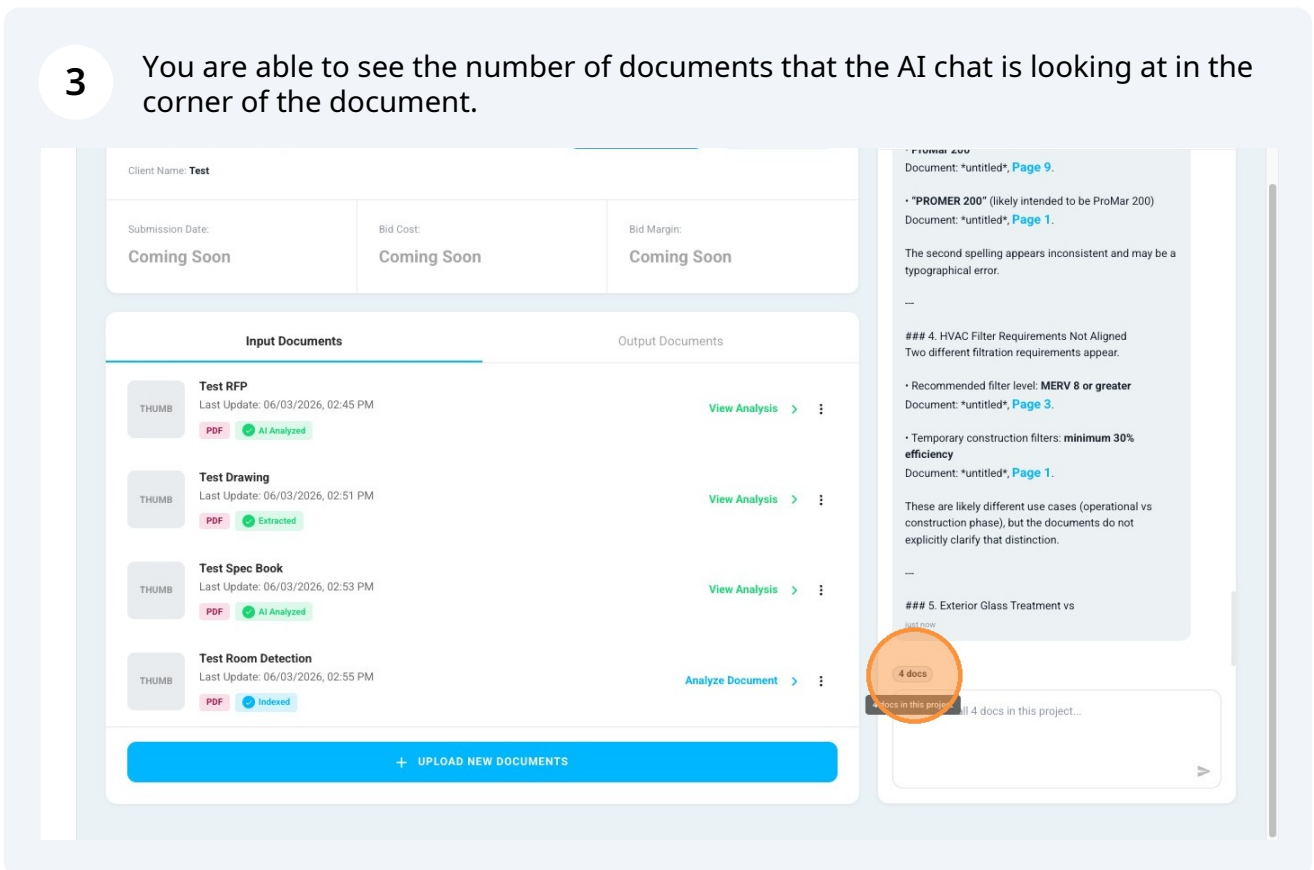 3
You are able to see the number of documents that the AI chat is looking at in the
corner of the document.
Client Name: Test
Submission Date:
Coming Soon
Bid Cost:
Coming Soon
Bid Margin:
Coming Soon
Input Documents
Output Documents
THUMB
Test RFP
Last Update: 06/03/2026, 02:45 PM
PDF
AI Analyzed
View Analysis
THUMB
Test Drawing
Last Update: 06/03/2026, 02:51 PM
PDF
Extracted
View Analysis
THUMB
Test Spec Book
Last Update: 06/03/2026, 02:53 PM
PDF
AI Analyzed
View Analysis
THUMB
Test Room Detection
Last Update: 06/03/2026, 02:55 PM
PDF
Indexed
Analyze Document
+ UPLOAD NEW DOCUMENTS
• ProMar 200
Document: *untitled*, Page 9.
• “PROMER 200” (likely intended to be ProMar 200)
Document: *untitled*, Page 1.
The second spelling appears inconsistent and may be a
typographical error.
---
### 4. HVAC Filter Requirements Not Aligned
Two different filtration requirements appear.
• Recommended filter level: MERV 8 or greater
Document: *untitled*, Page 3.
• Temporary construction filters: minimum 30%
efficiency
Document: *untitled*, Page 1.
These are likely different use cases (operational vs
construction phase), but the documents do not
explicitly clarify that distinction.
---
### 5. Exterior Glass Treatment vs
just now
4 docs
4 docs in this project
all 4 docs in this project...